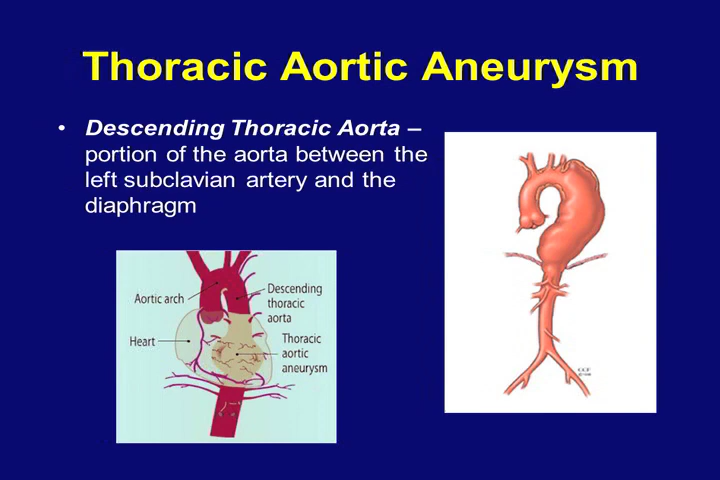 Thoracic Aortic Aneurysm
• Descending Thoracic Aorta –
portion of the aorta between the
left subclavian artery and the
diaphragm
Aortic arch
Descending
thoracic
aorta
Heart
Thoracic
aortic
aneurysm
CCF